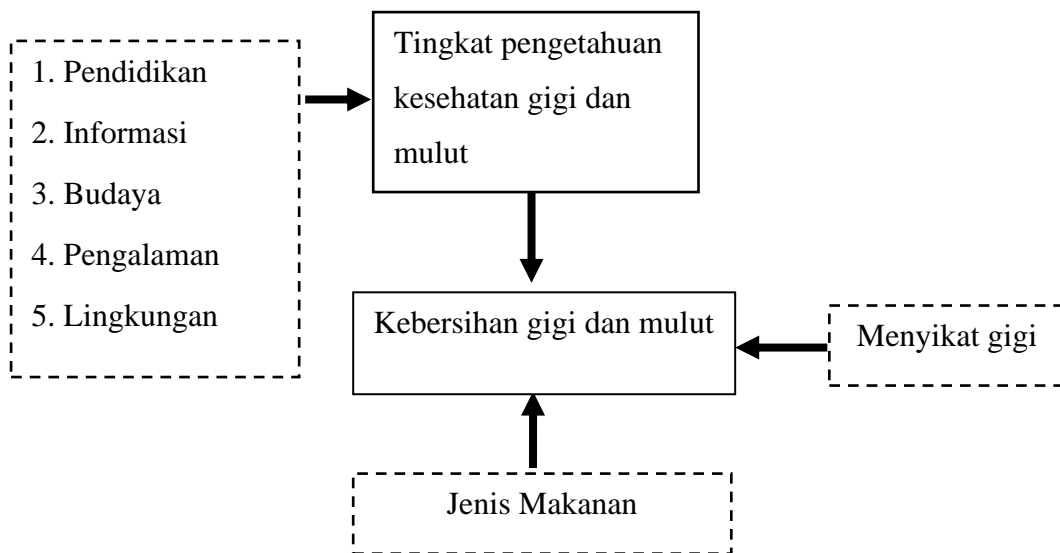 1. Pendidikan
2. Informasi
3. Budaya
4. Pengalaman
5. Lingkungan
Tingkat pengetahuan
kesehatan gigi dan
mulut
Kebersihan gigi dan mulut
Menyikat gigi
Jenis Makanan